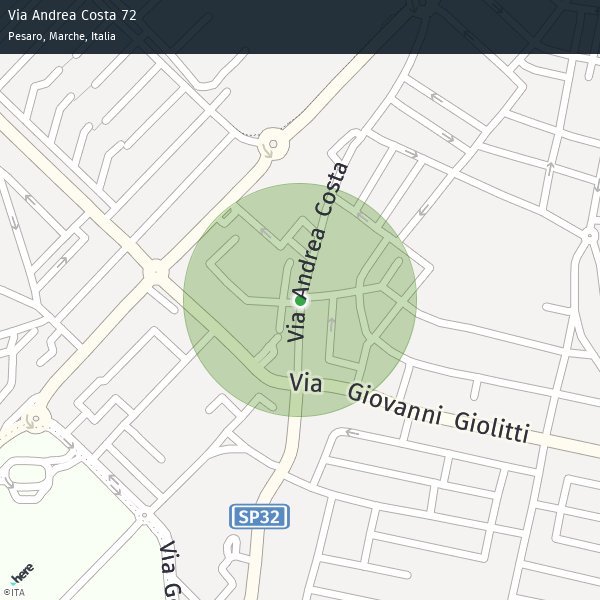 Via Andrea Costa 72
Pesaro, Marche, Italia
Via Andrea Costa
Via Giovanni Giolitti
SP32
Via G
here
©ITA